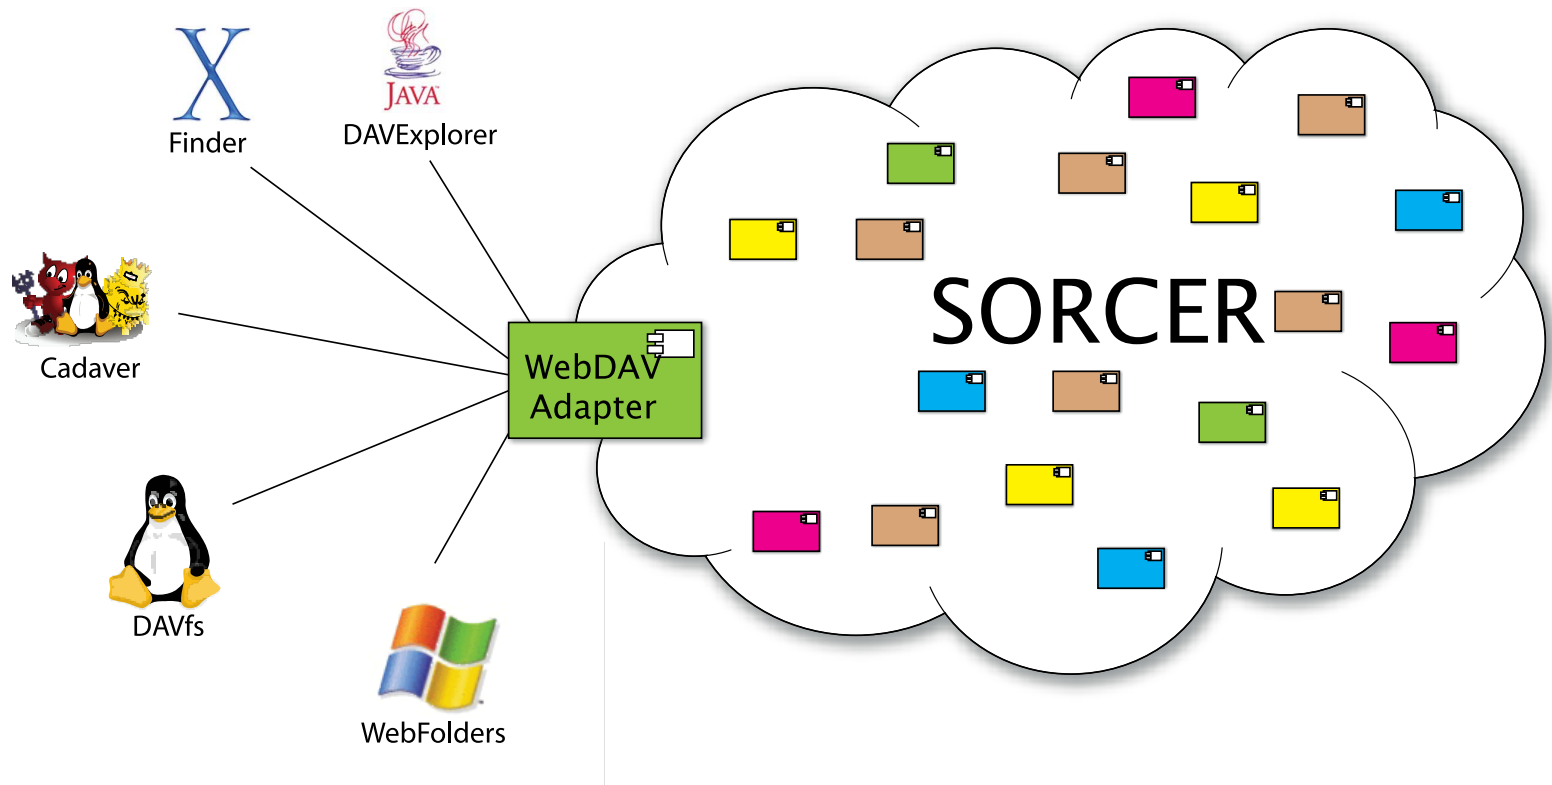 X
Finder
JAVA
DAVExplorer
Cadaver
DAVfs
WebFolders
WebDAV
Adapter
SORCER